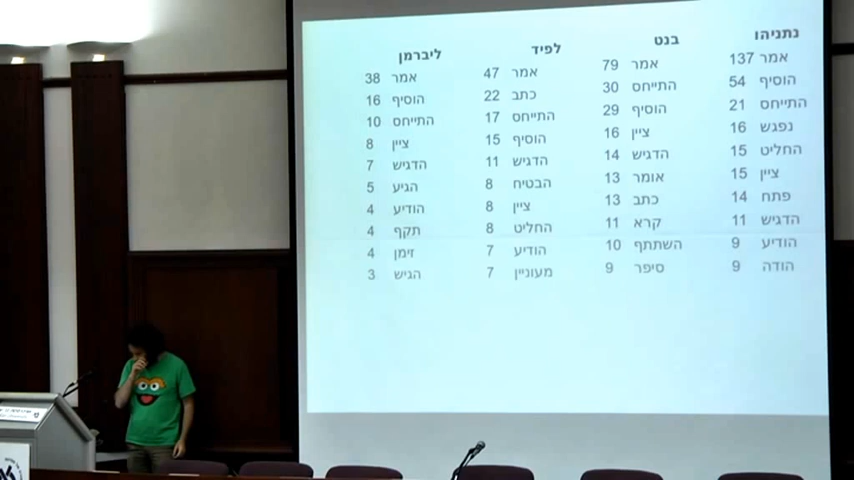 נתניהו בנט לפיד ליברמן
אמר 137 אמר 79 אמר 47 אמר 38
הוסיף 54 התייחס 30 כתב 22 הוסיף 16
התייחס 21 הוסיף 29 התייחס 17 התייחס 10
נפגש 16 ציין 16 הוסיף 15 ציין 8
החליט 15 הדגיש 14 הדגיש 11 הדגיש 7
ציין 15 אומר 13 הבטיח 8 הגיע 5
פתח 14 כתב 13 ציין 8 הודיע 4
הדגיש 11 קרא 11 החליט 8 תקף 4
הודיע 9 השתתף 10 הודיע 7 זימן 4
הודה 9 סיפר 9 מעוניין 7 הגיש 3